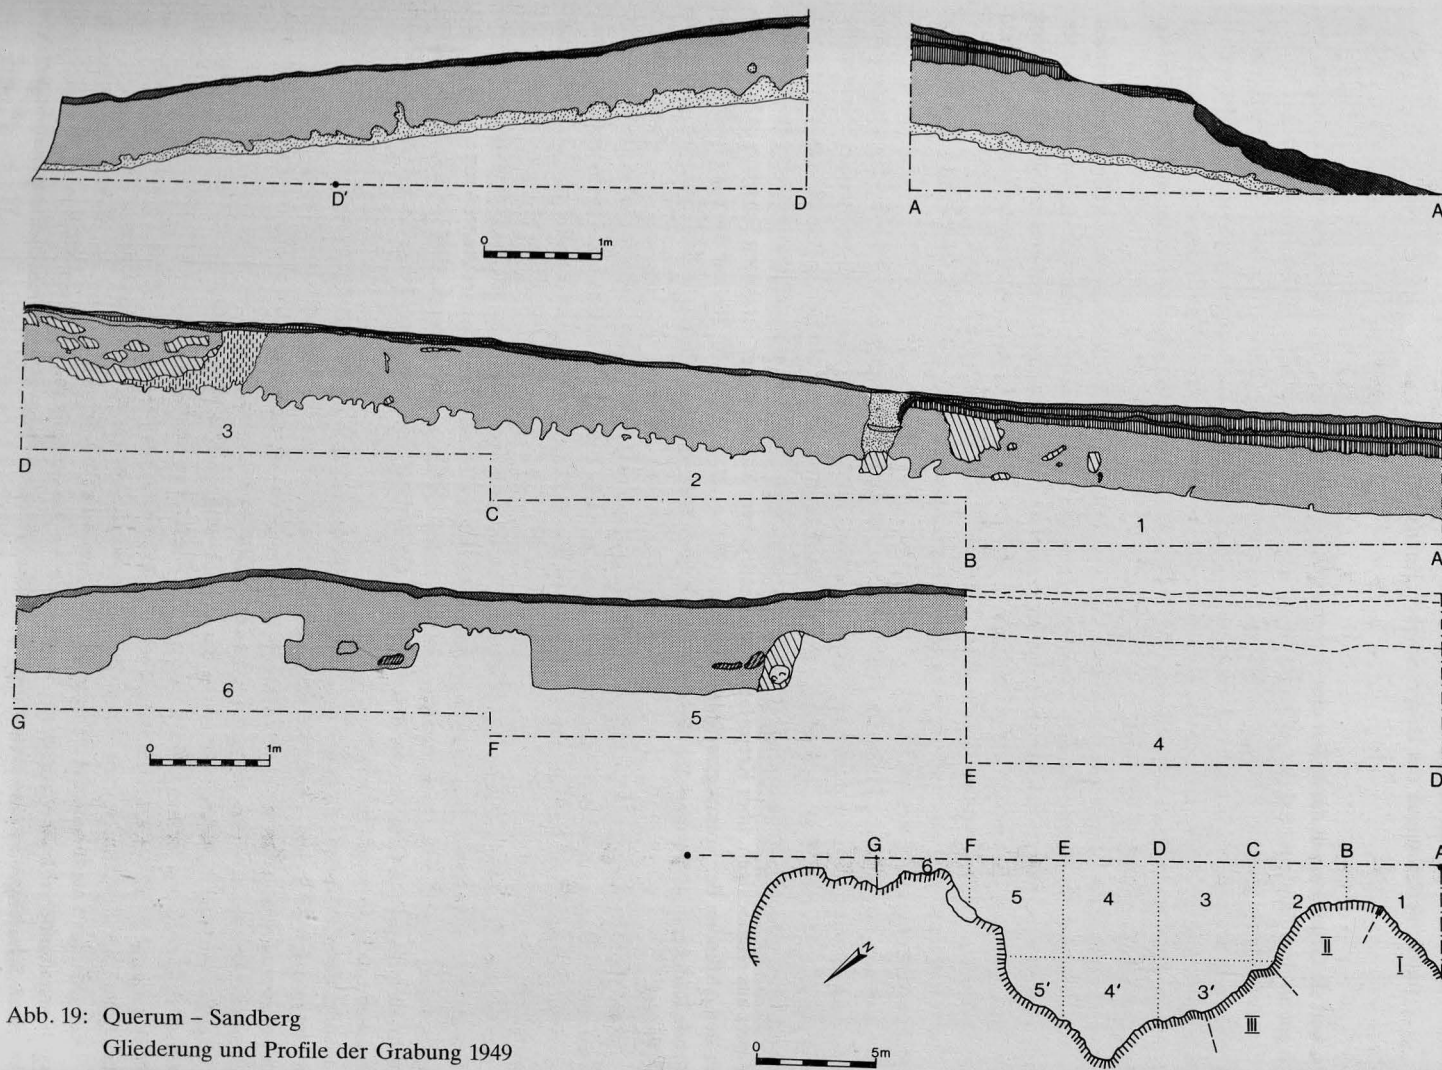 D'
D
A
A
0 1m
3
D
2
C
1
B
A
6
G
5
F
4
E
D
0 1m
G F E D C B A
6
5 4 3 2 1
II
I
N
5' 4' 3'
III
0 5m
Abb. 19: Querum – Sandberg
Gliederung und Profile der Grabung 1949